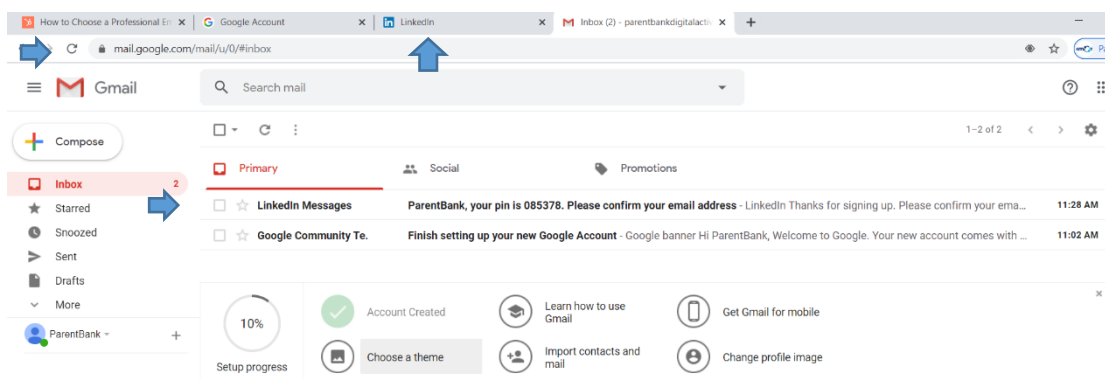 How to Choose a Professional Em
Google Account
LinkedIn
Inbox (2) - parentbankdigitalactiv
mail.google.com/mail/u/0/#inbox
Gmail
Search mail
Compose
1–2 of 2
Primary
Social
Promotions
Inbox 2
Starred
Snoozed
Sent
Drafts
More
ParentBank
LinkedIn Messages ParentBank, your pin is 085378. Please confirm your email address - LinkedIn Thanks for signing up. Please confirm your ema... 11:28 AM
Google Community Te. Finish setting up your new Google Account - Google banner Hi ParentBank, Welcome to Google. Your new account comes with ... 11:02 AM
10%
Setup progress
Account Created
Learn how to use
Gmail
Get Gmail for mobile
Choose a theme
Import contacts and
mail
Change profile image